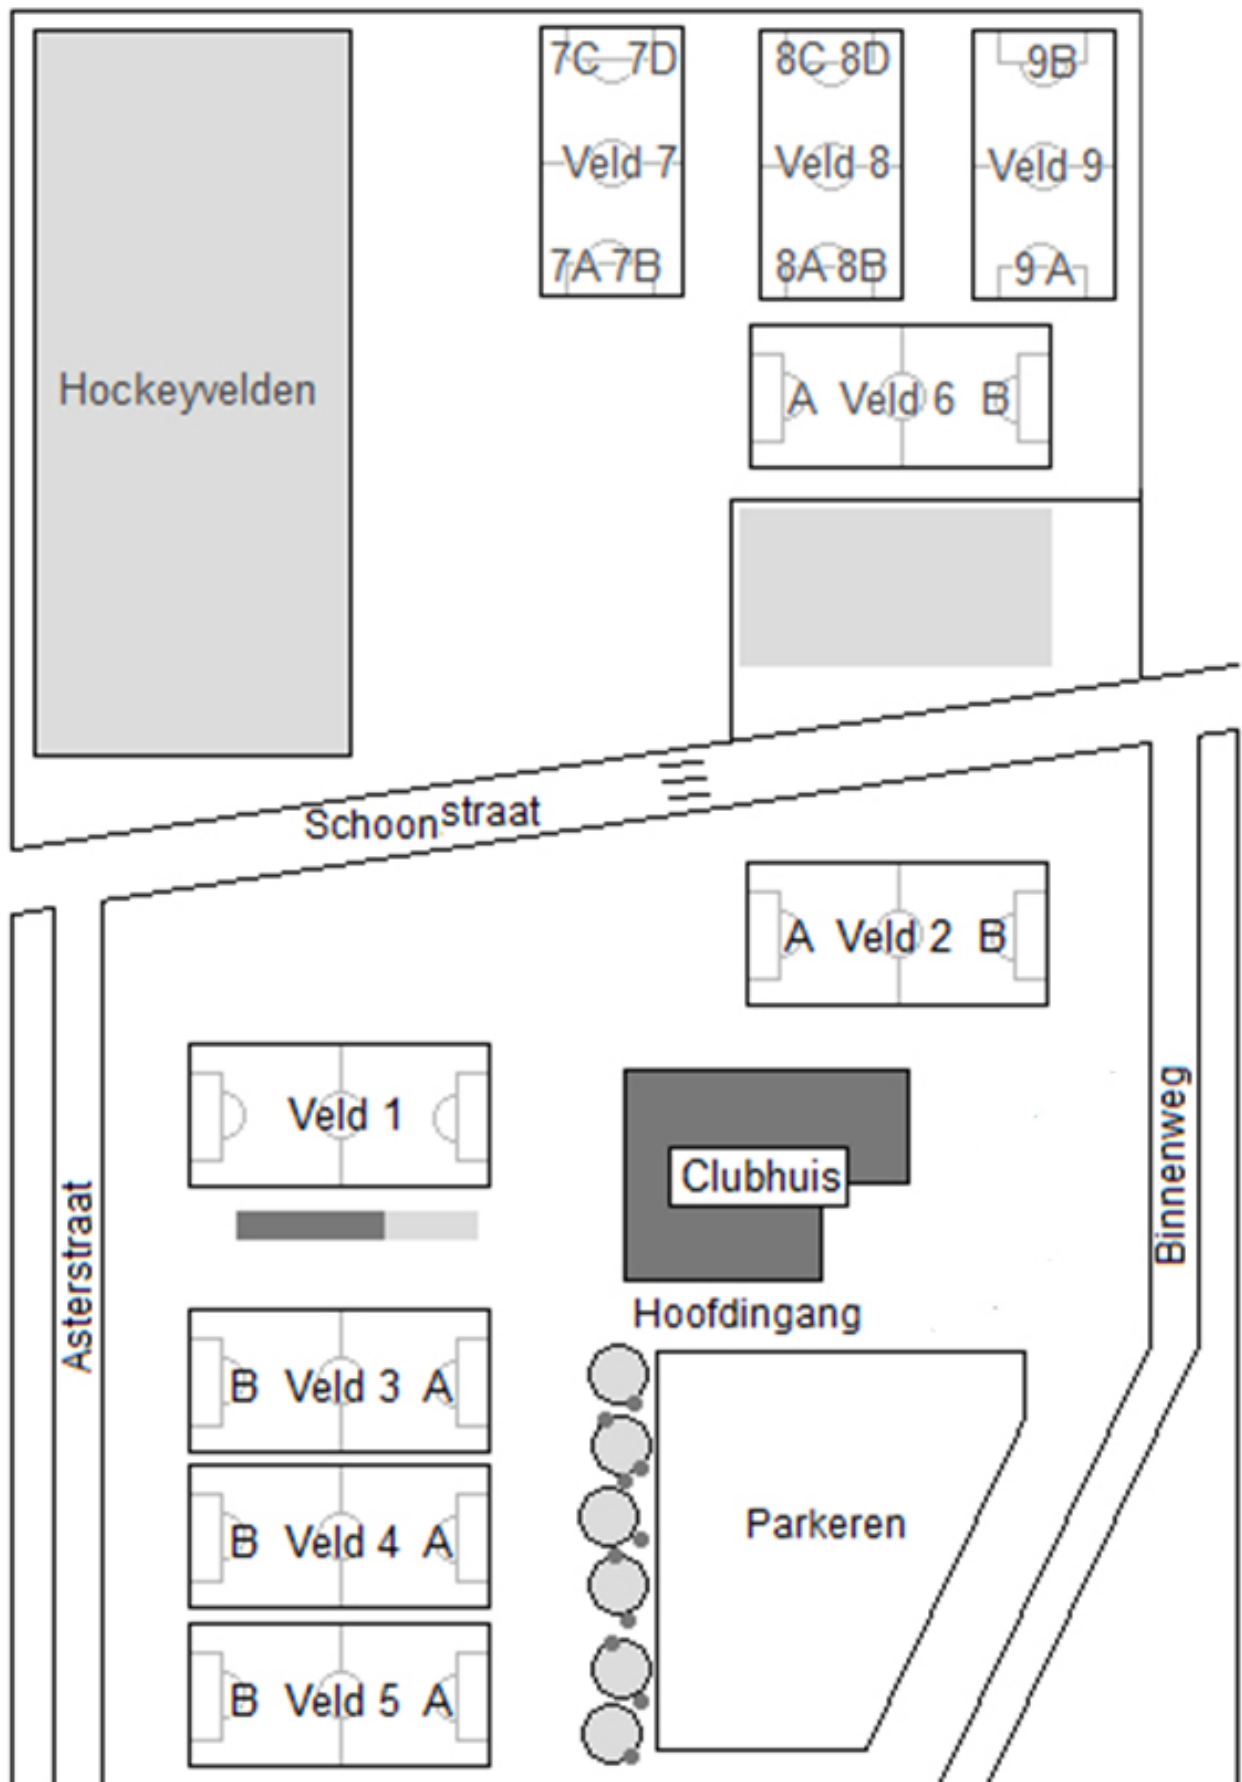 7C 7D
8C 8D
9B
Veld 7
Veld 8
Veld 9
7A 7B
8A 8B
9 A
Hockeyvelden
A Veld 6 B
Schoonstraat
A Veld 2 B
Veld 1
Clubhuis
Binnenweg
Asterstraat
Hoofdingang
B Veld 3 A
Parkeren
B Veld 4 A
B Veld 5 A